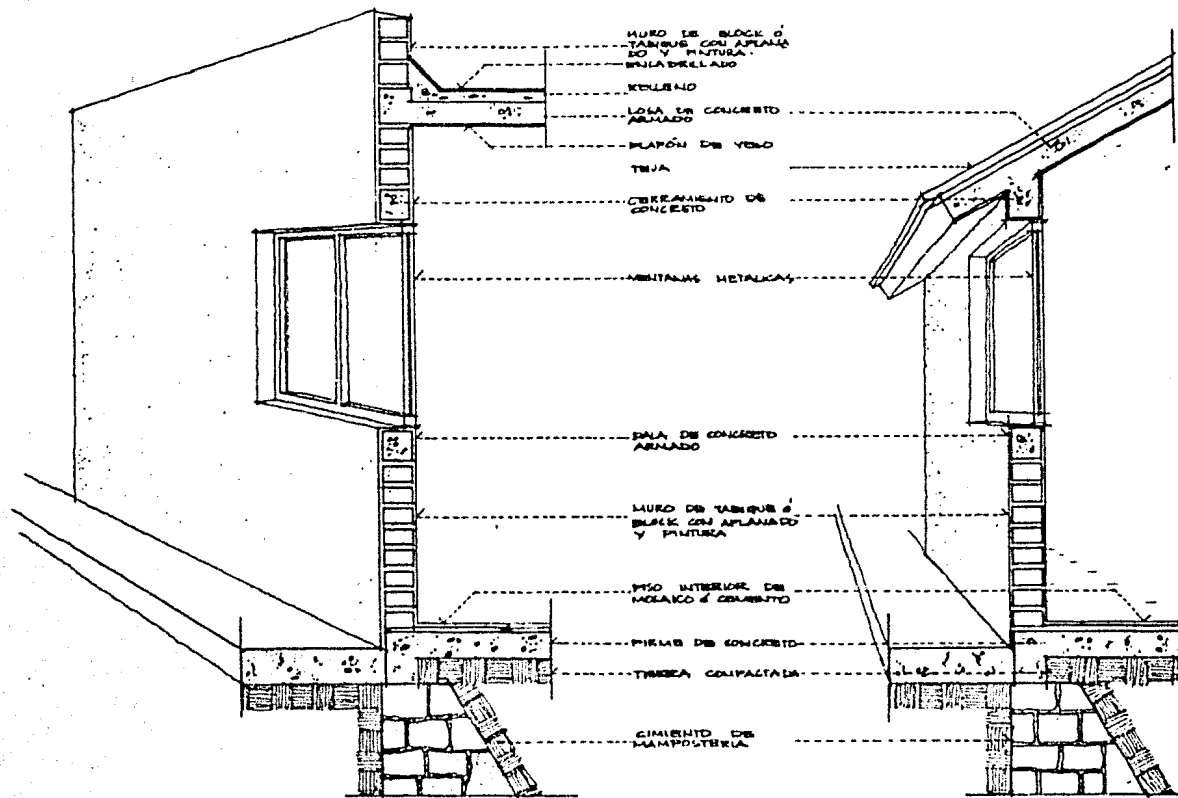 MURO DE BLOCK Ó
TABIQUE CON APLANA
DO Y PINTURA.
ENLADRILLADO
RELLENO
LOSA DE CONCRETO
ARMADO
PLAFÓN DE YESO
TEJA
CERRAMIENTO DE
CONCRETO
VENTANAS METALICAS
DALA DE CONCRETO
ARMADO
MURO DE TABIQUE Ó
BLOCK CON APLANADO
Y PINTURA
PISO INTERIOR DE
MOSAICO Ó CEMENTO
FIRME DE CONCRETO
TIERRA COMPACTADA
CIMIENTO DE
MAMPOSTERIA